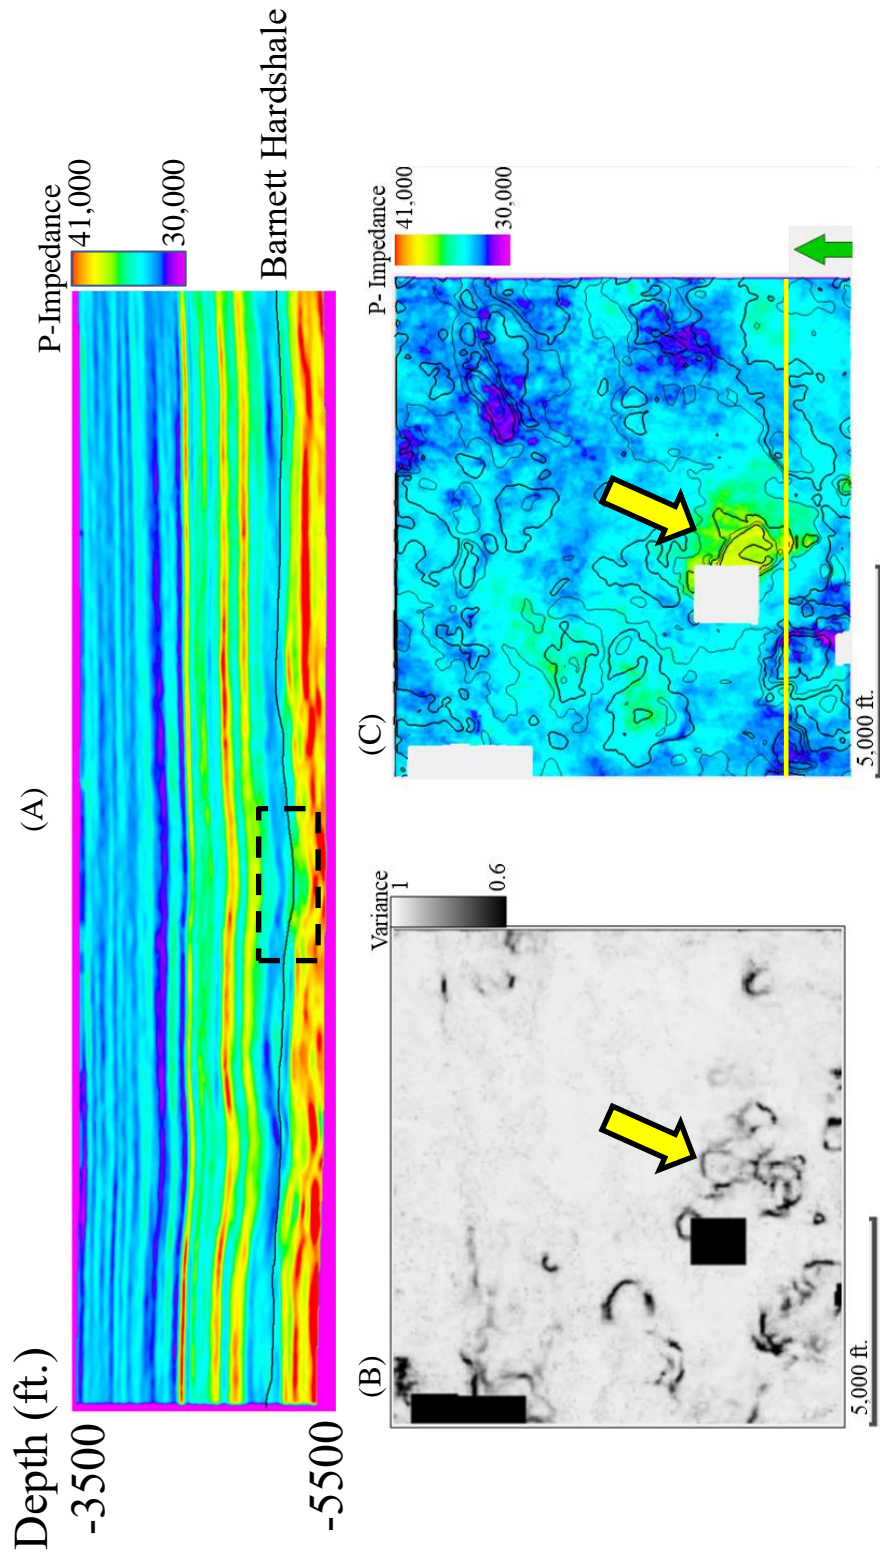 (A)
Depth (ft.)
-3500
-5500
P-Impedance
41,000
30,000
Barnett Hardshale
(B)
Variance
1
0.6
5,000 ft.
(C)
P- Impedance
41,000
30,000
5,000 ft.